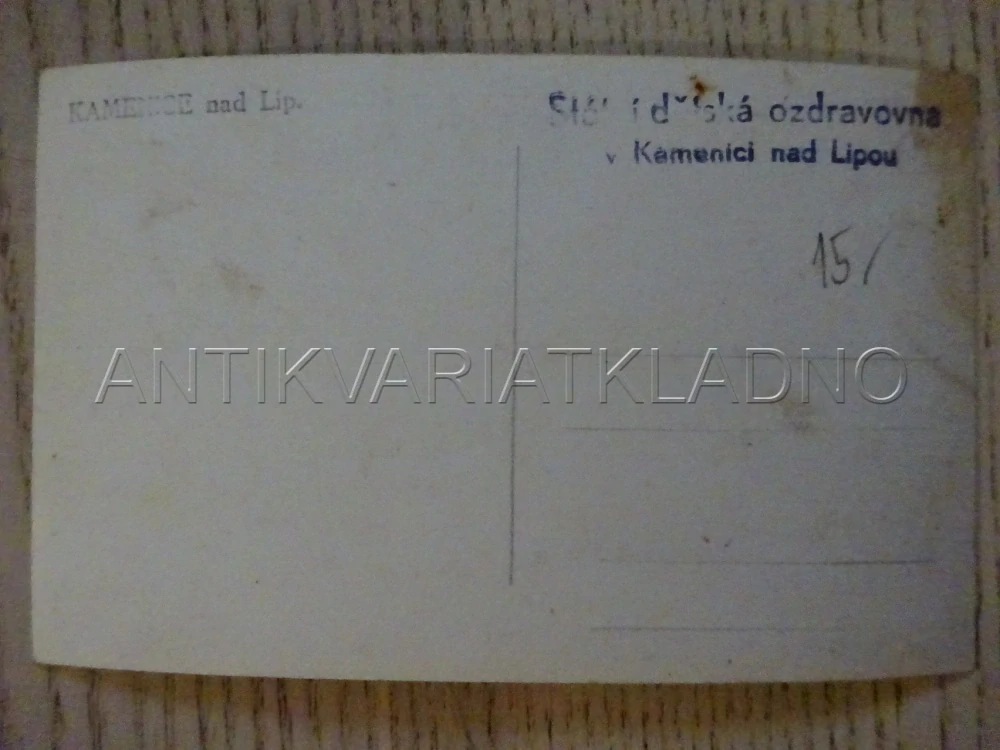 KAMENICE nad Lip.
ozdravovna
v Kamenici nad Lipou
15/
ANTIKVARIATKLADNO